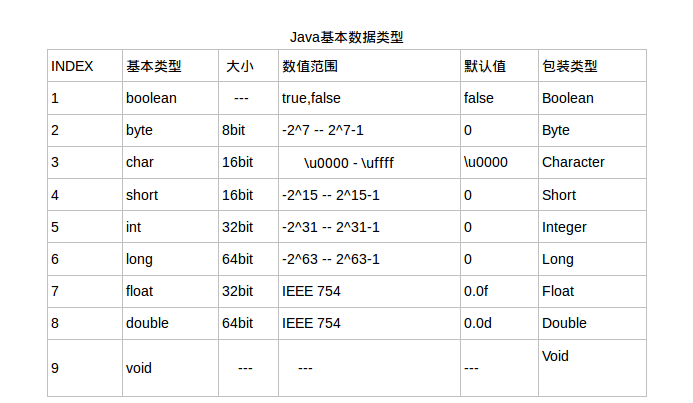 Java基本数据类型
INDEX 基本类型 大小 数值范围 默认值 包装类型
1 boolean --- true,false false Boolean
2 byte 8bit -2^7 -- 2^7-1 0 Byte
3 char 16bit \u0000 - \uffff \u0000 Character
4 short 16bit -2^15 -- 2^15-1 0 Short
5 int 32bit -2^31 -- 2^31-1 0 Integer
6 long 64bit -2^63 -- 2^63-1 0 Long
7 float 32bit IEEE 754 0.0f Float
8 double 64bit IEEE 754 0.0d Double
9 void --- --- --- Void